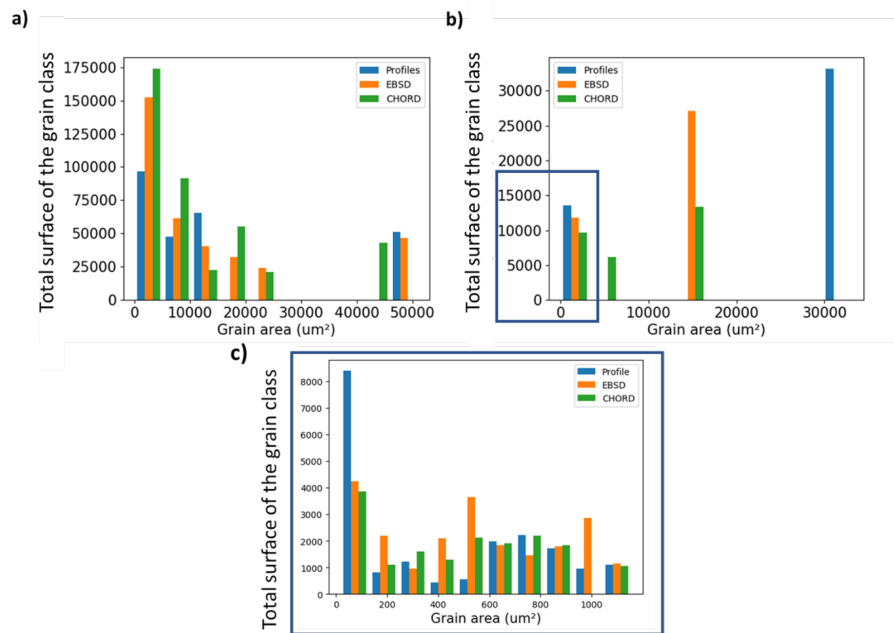 a)
Total surface of the grain class
175000
150000
125000
100000
75000
50000
25000
0
0 10000 20000 30000 40000 50000
Grain area (um²)
Profiles
EBSD
CHORD
b)
Total surface of the grain class
30000
25000
20000
15000
10000
5000
0
0 10000 20000 30000
Grain area (um²)
Profiles
EBSD
CHORD
c)
Total surface of the grain class
8000
7000
6000
5000
4000
3000
2000
1000
0
0 200 400 600 800 1000
Grain area (um²)
Profile
EBSD
CHORD